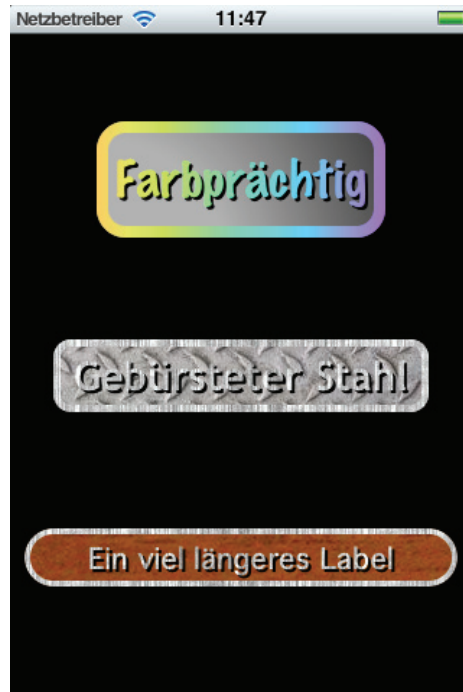 Netzbetreiber 11:47
Farbprächtig
Gebürsteter Stahl
Ein viel längeres Label